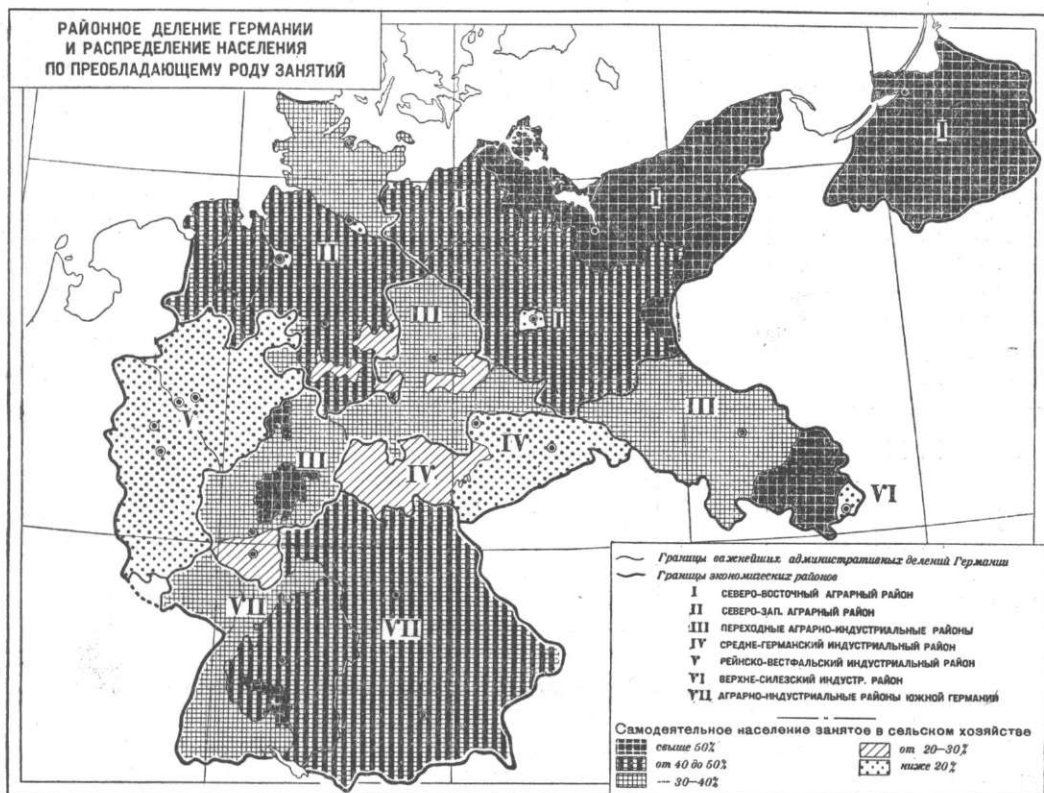 РАЙОННОЕ ДЕЛЕНИЕ ГЕРМАНИИ
И РАСПРЕДЕЛЕНИЕ НАСЕЛЕНИЯ
ПО ПРЕОБЛАДАЮЩЕМУ РОДУ ЗАНЯТИЙ
I
I
I
II
III
I
V
III
IV
IV
III
VI
VII
VII
Границы важнейших административных делений Германии
Границы экономических районов
I СЕВЕРО-ВОСТОЧНЫЙ АГРАРНЫЙ РАЙОН
II СЕВЕРО-ЗАП. АГРАРНЫЙ РАЙОН
III ПЕРЕХОДНЫЕ АГРАРНО-ИНДУСТРИАЛЬНЫЕ РАЙОНЫ
IV СРЕДНЕ-ГЕРМАНСКИЙ ИНДУСТРИАЛЬНЫЙ РАЙОН
V РЕЙНСКО-ВЕСТФАЛЬСКИЙ ИНДУСТРИАЛЬНЫЙ РАЙОН
VI ВЕРХНЕ-СИЛЕЗСКИЙ ИНДУСТР. РАЙОН
VII АГРАРНО-ИНДУСТРИАЛЬНЫЕ РАЙОНЫ ЮЖНОЙ ГЕРМАНИИ
Самодеятельное население занятое в сельском хозяйстве
свыше 50%
от 40 до 50%
— 30—40%
от 20—30%
ниже 20%